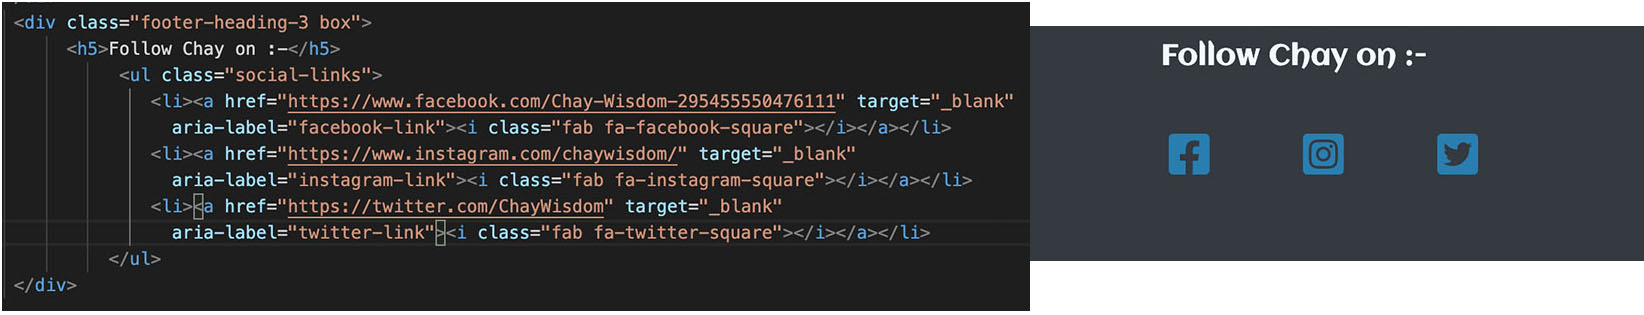 <div class="footer-heading-3 box">
<h5>Follow Chay on :-</h5>
<ul class="social-links">
<li><a href="https://www.facebook.com/Chay-Wisdom-295455550476111" target="_blank"
aria-label="facebook-link"><i class="fab fa-facebook-square"></i></a></li>
<li><a href="https://www.instagram.com/chaywisdom/" target="_blank"
aria-label="instagram-link"><i class="fab fa-instagram-square"></i></a></li>
<li><a href="https://twitter.com/ChayWisdom" target="_blank"
aria-label="twitter-link"><i class="fab fa-twitter-square"></i></a></li>
</ul>
</div>
Follow Chay on :-